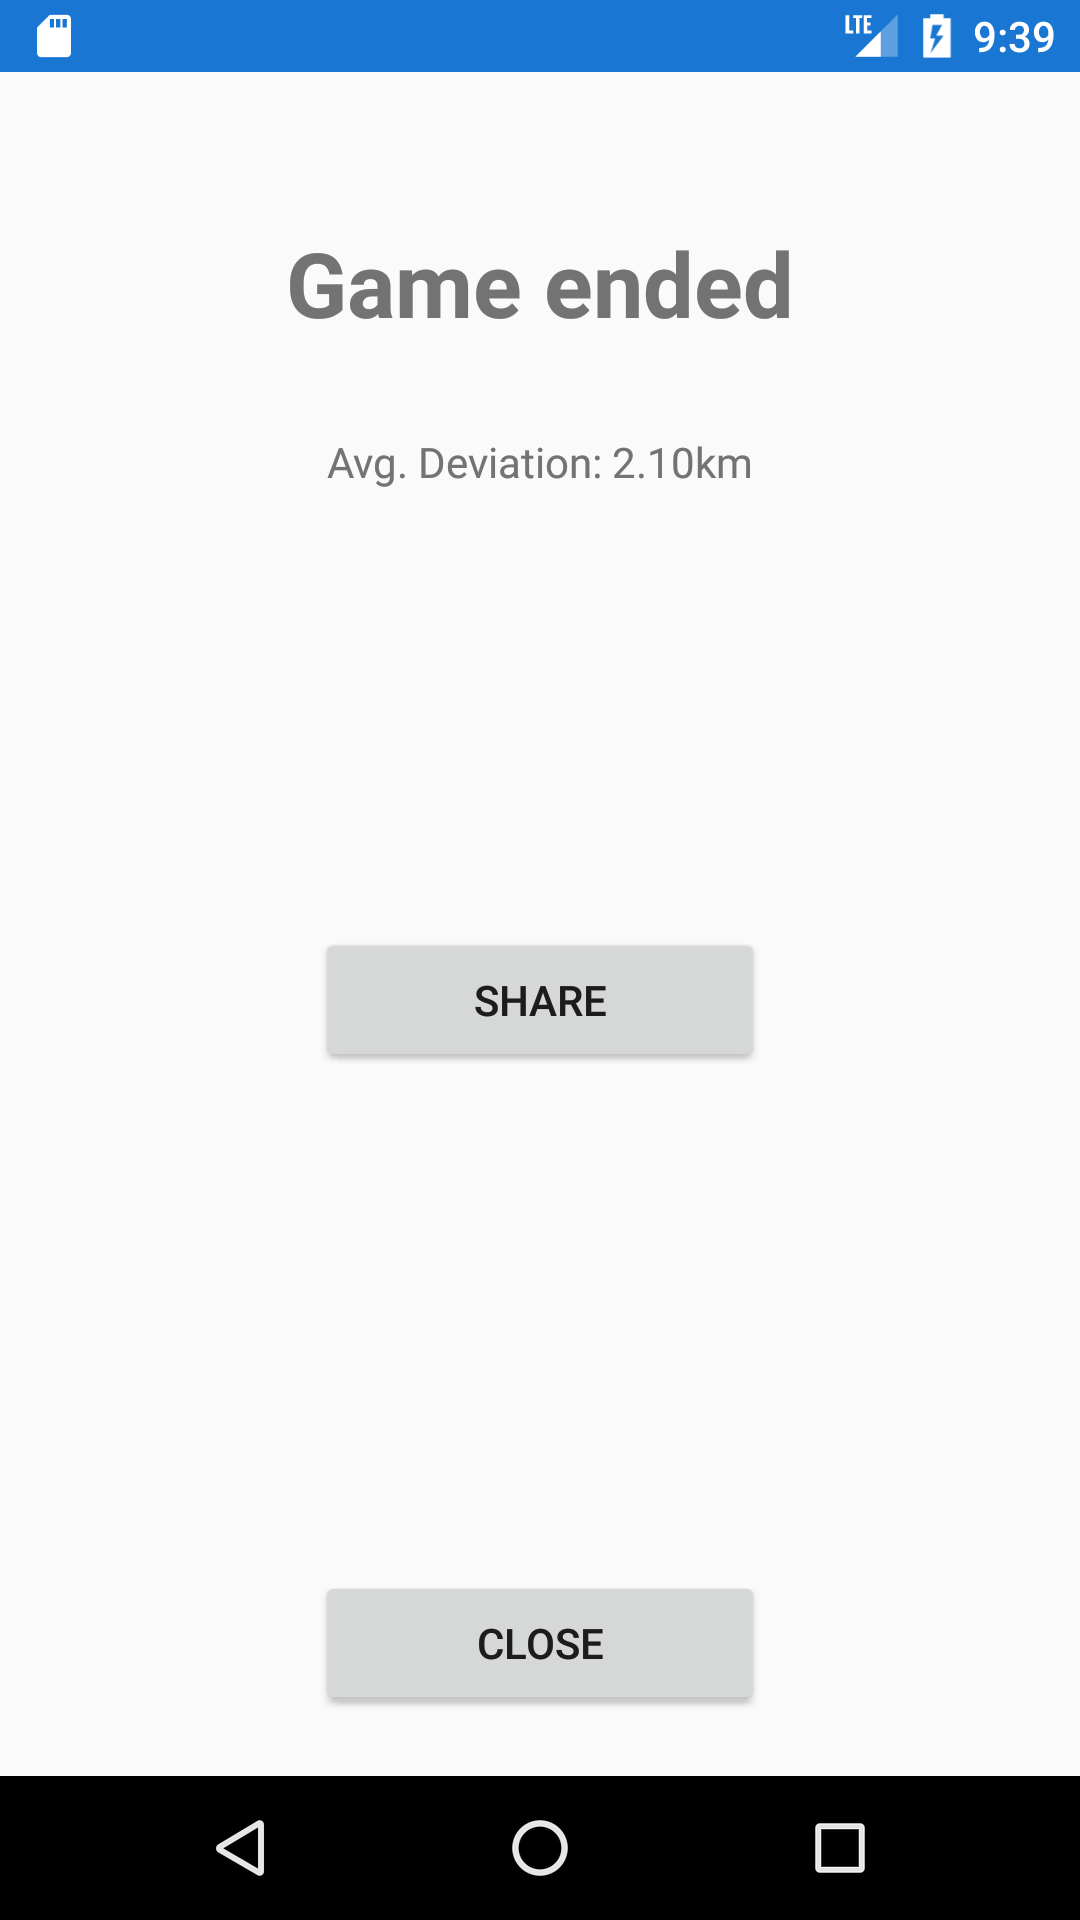 LTE 9:39
Game ended
Avg. Deviation: 2.10km
SHARE
CLOSE